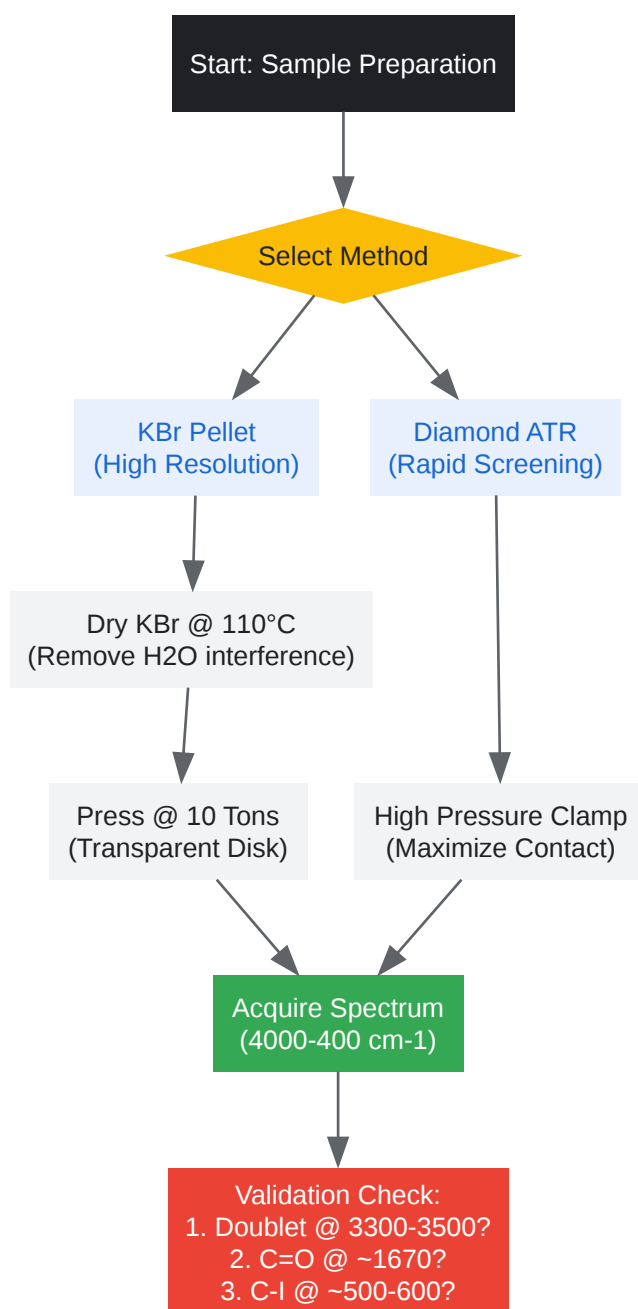 Start: Sample Preparation
Select Method
KBr Pellet
(High Resolution)
Diamond ATR
(Rapid Screening)
Dry KBr @ 110°C
(Remove H2O interference)
Press @ 10 Tons
(Transparent Disk)
High Pressure Clamp
(Maximize Contact)
Acquire Spectrum
(4000-400 cm-1)
Validation Check:
1. Doublet @ 3300-3500?
2. C=O @ ~1670?
3. C-I @ ~500-600?